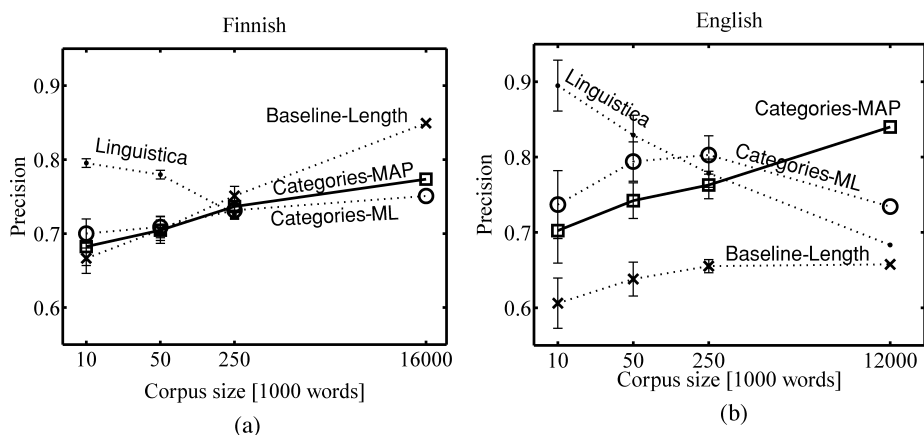 Finnish
0.9
0.8
0.7
0.6
Precision
Linguistica
Baseline-Length
Categories-MAP
Categories-ML
10
50
250
16000
Corpus size [1000 words]
(a)
English
0.9
0.8
0.7
0.6
Precision
Linguistica
Categories-MAP
Categories-ML
Baseline-Length
10
50
250
12000
Corpus size [1000 words]
(b)